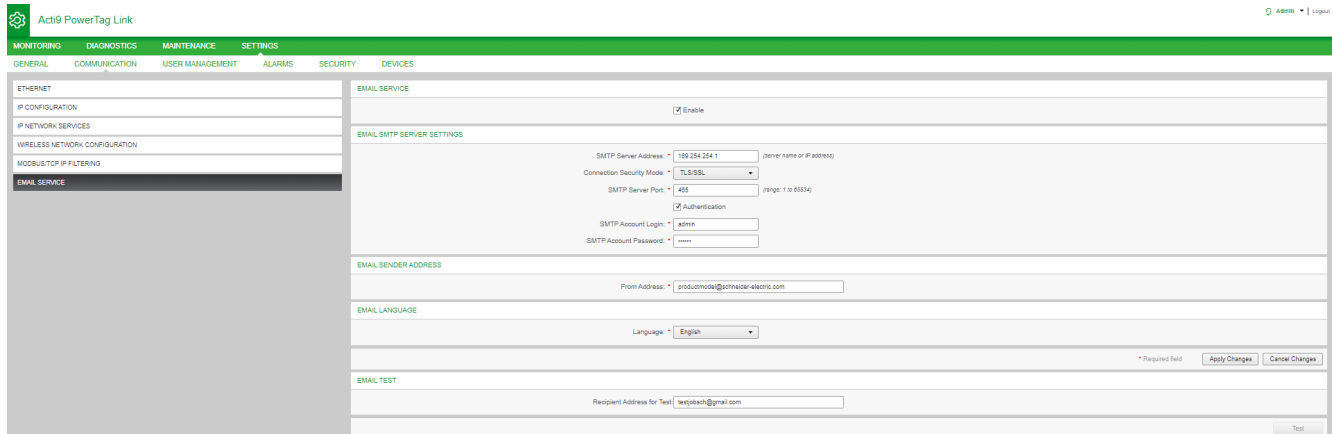 Acti9 PowerTag Link
Admin | Logout
MONITORING DIAGNOSTICS MAINTENANCE SETTINGS
GENERAL COMMUNICATION USER MANAGEMENT ALARMS SECURITY DEVICES
ETHERNET
IP CONFIGURATION
IP NETWORK SERVICES
WIRELESS NETWORK CONFIGURATION
MODBUS/TCP IP FILTERING
EMAIL SERVICE
EMAIL SERVICE
Enable
EMAIL SMTP SERVER SETTINGS
SMTP Server Address: * 169.254.254.1 (server name or IP address)
Connection Security Mode: * TLS/SSL
SMTP Server Port: * 465 (range: 1 to 65534)
Authentication
SMTP Account Login: * admin
SMTP Account Password: * ••••••
EMAIL SENDER ADDRESS
From Address: * productmodel@schneider-electric.com
EMAIL LANGUAGE
Language: * English
* Required field Apply Changes Cancel Changes
EMAIL TEST
Recipient Address for Test: testjobsch@gmail.com
Test